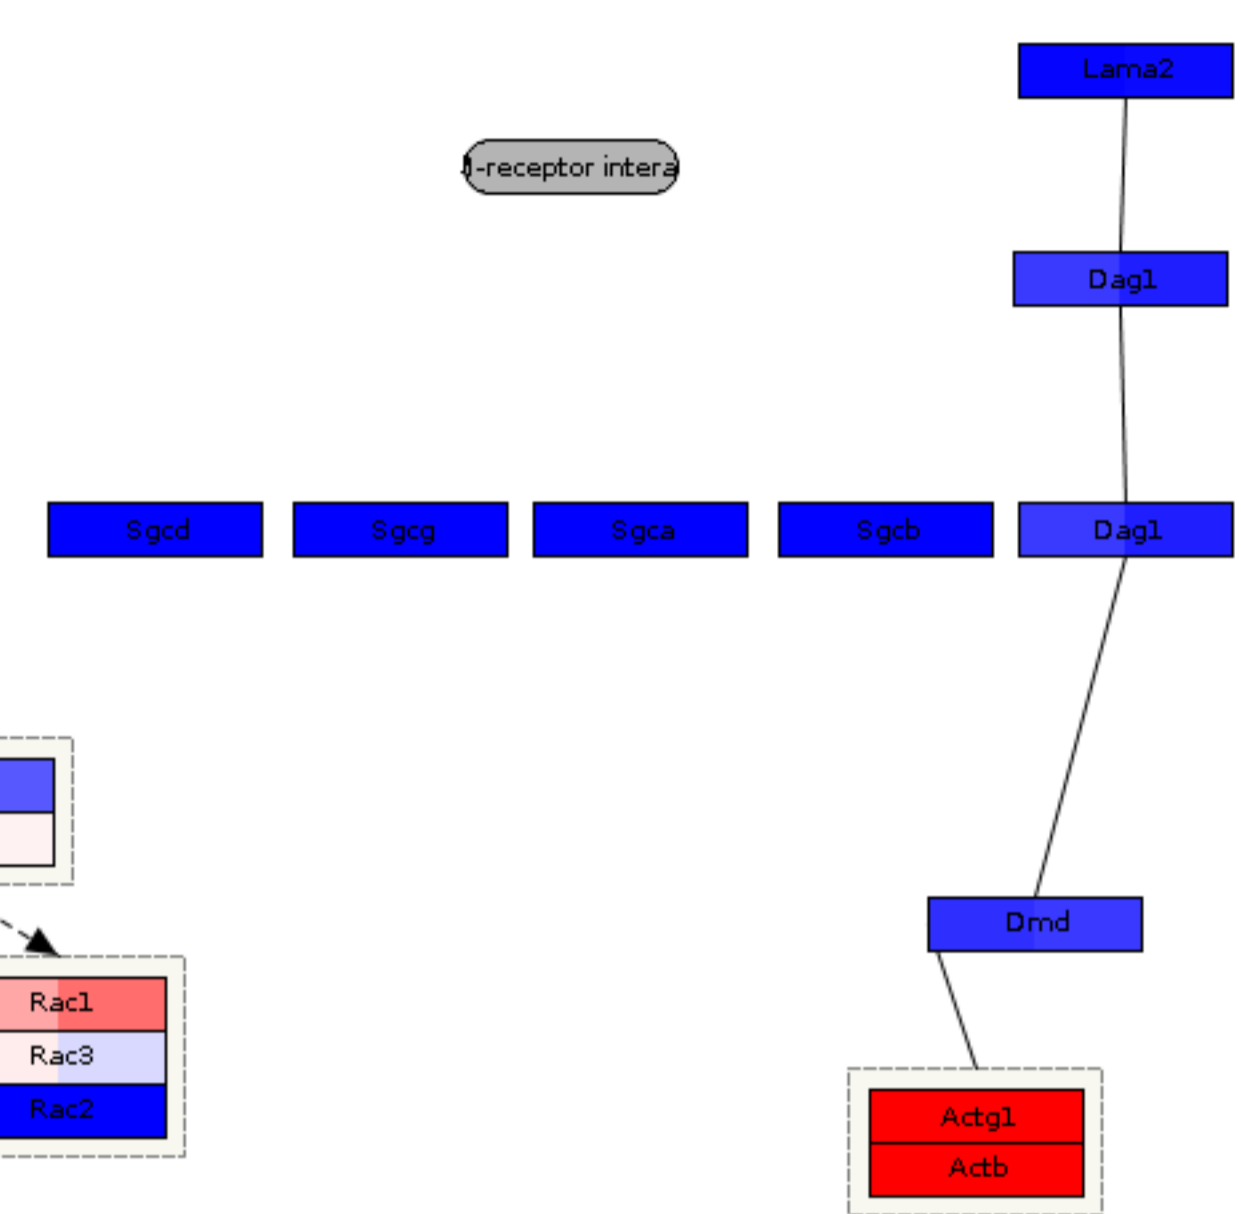 Lama2
-receptor intera
Dag1
Sgcd Sgcg Sgca Sgcb Dag1
Dmd
Rac1
Rac3
Rac2
Actg1
Actb